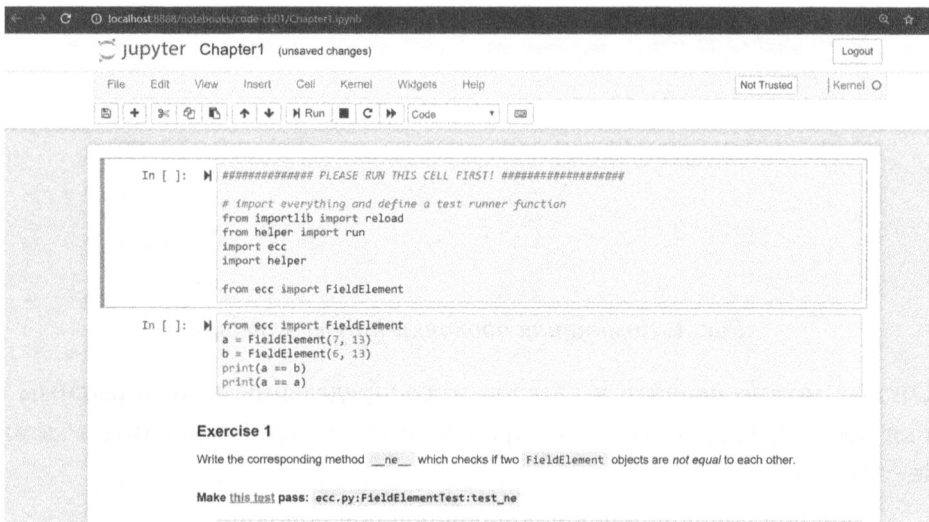 localhost:8888/notebooks/code-ch01/Chapter1.ipynb
jupyter Chapter1 (unsaved changes) Logout
File Edit View Insert Cell Kernel Widgets Help Not Trusted Kernel
Run Code
In [ ]: ############## PLEASE RUN THIS CELL FIRST! ###################
# import everything and define a test runner function
from importlib import reload
from helper import run
import ecc
import helper
from ecc import FieldElement
In [ ]: from ecc import FieldElement
a = FieldElement(7, 13)
b = FieldElement(6, 13)
print(a == b)
print(a == a)
Exercise 1
Write the corresponding method __ne__ which checks if two FieldElement objects are not equal to each other.
Make this test pass: ecc.py:FieldElementTest:test_ne